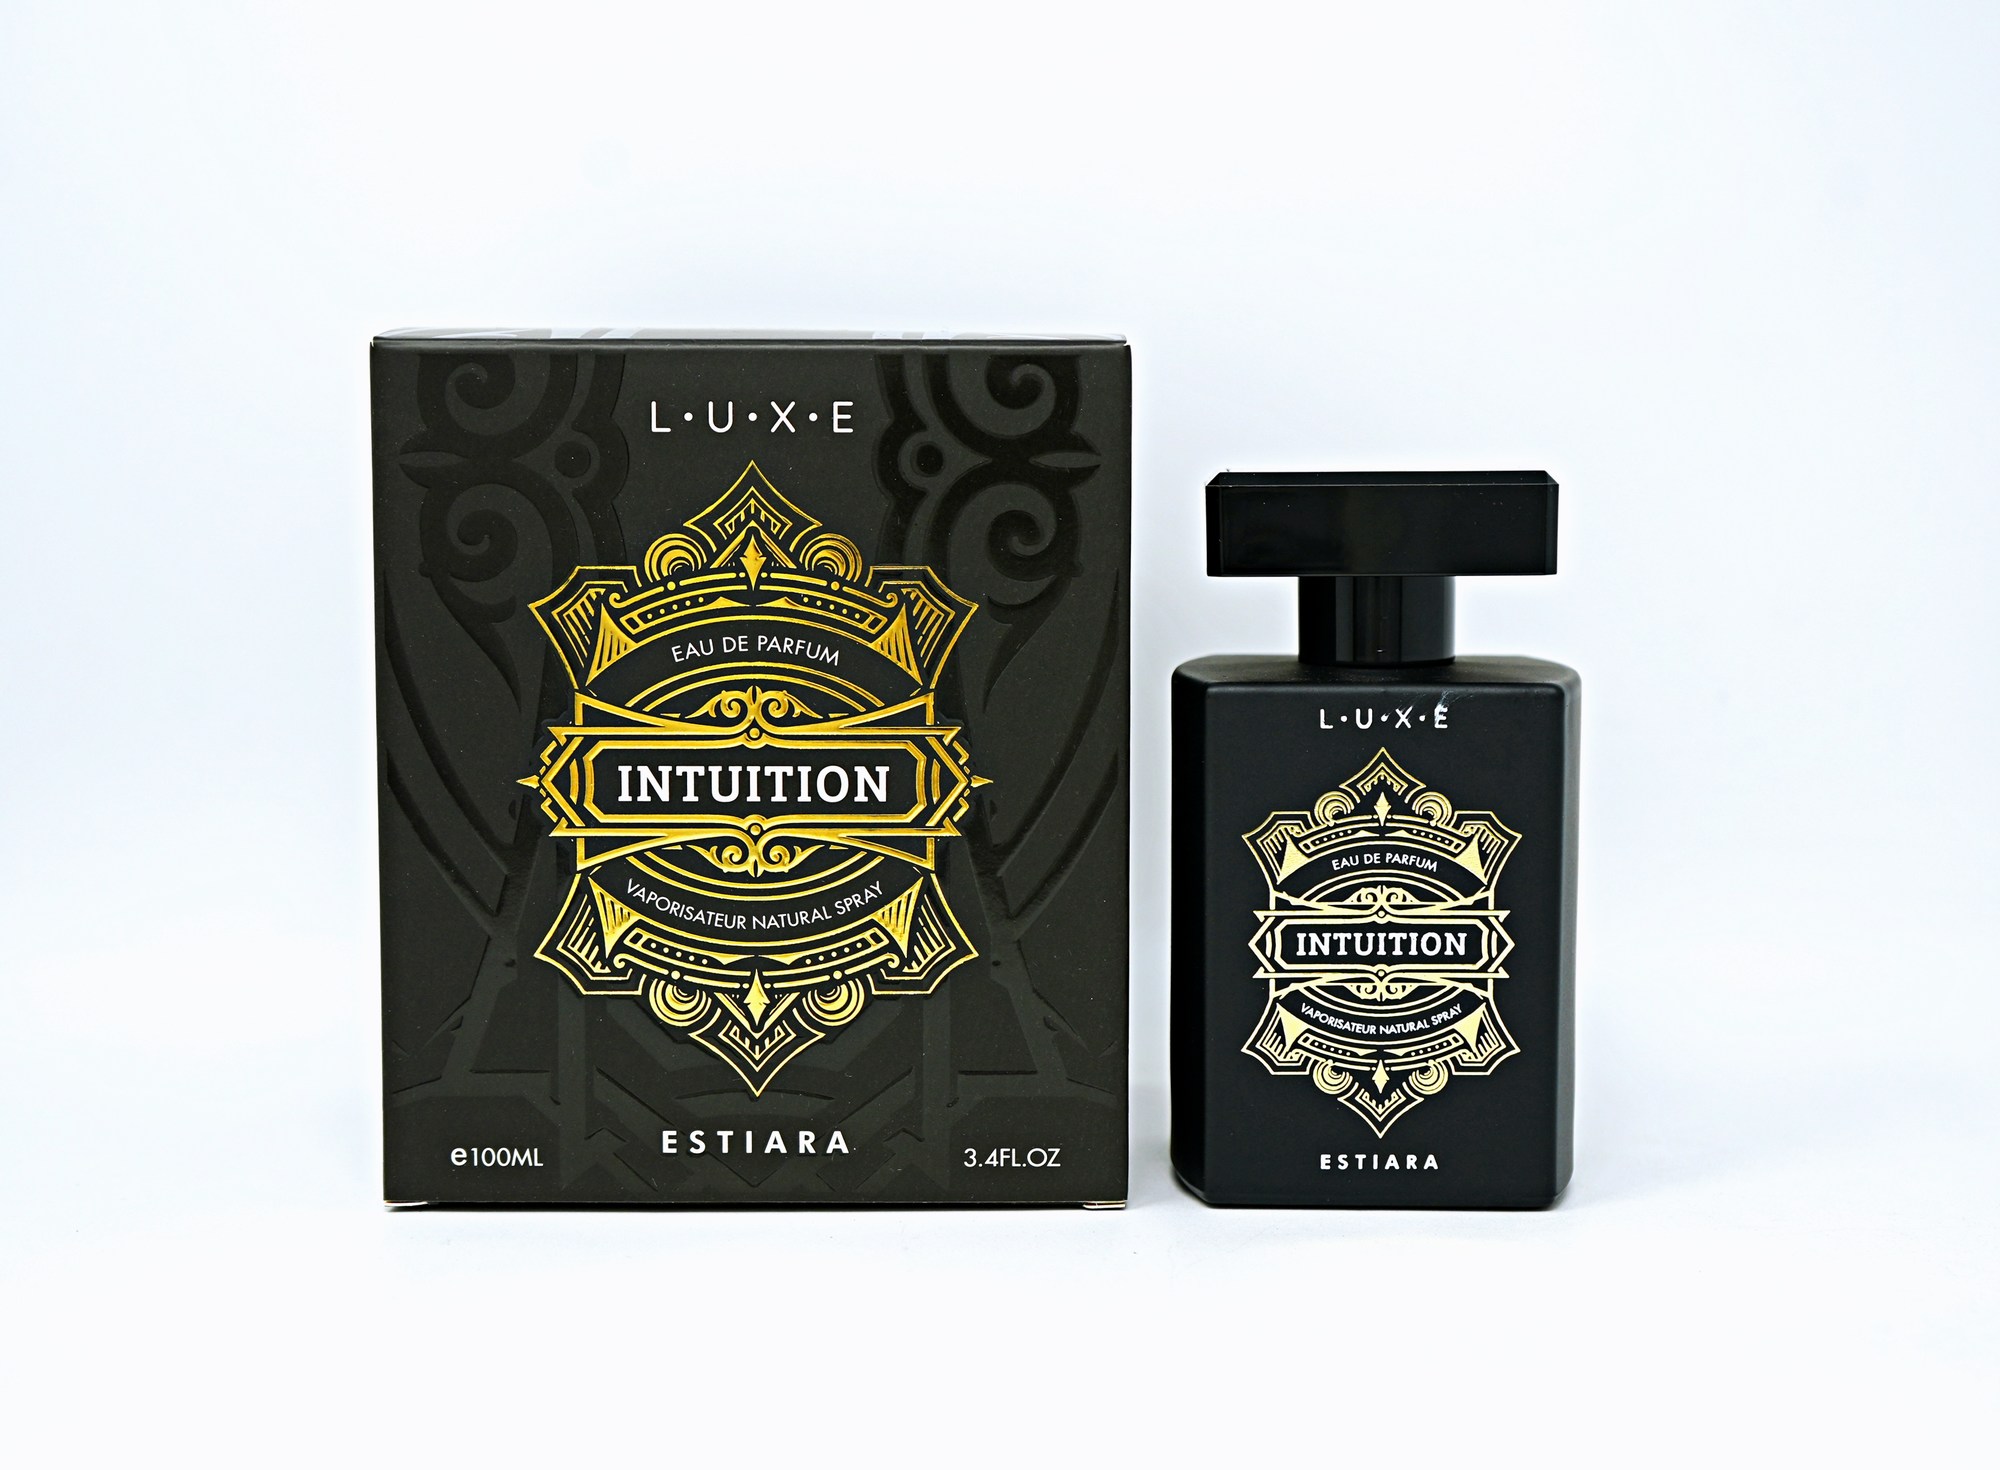 L·U·X·E
EAU DE PARFUM
INTUITION
VAPORISATEUR NATURAL SPRAY
ESTIARA
e100ML
3.4FL.OZ
L·U·X·E
EAU DE PARFUM
INTUITION
VAPORISATEUR NATURAL SPRAY
ESTIARA